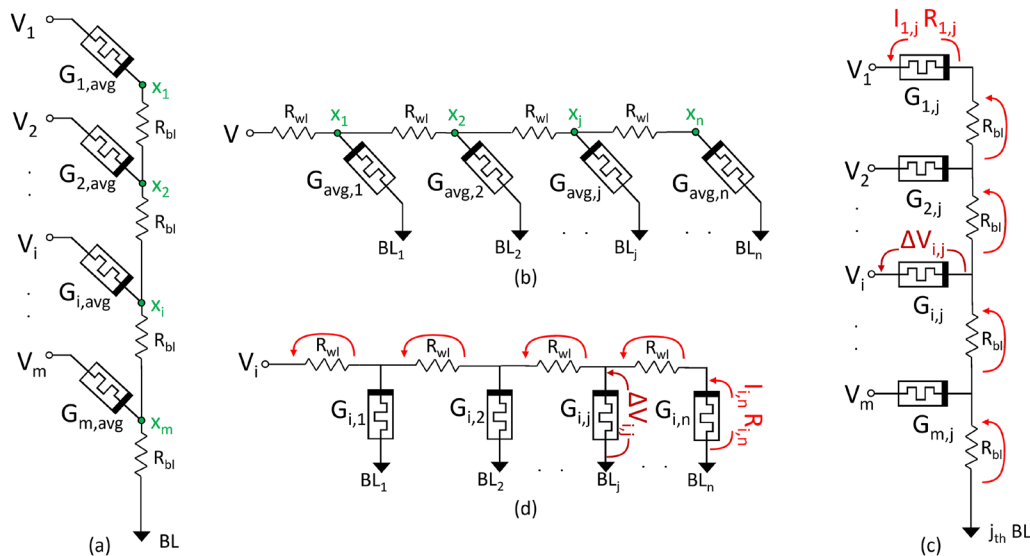 V1
G1,avg
x1
Rbl
V2
G2,avg
x2
Rbl
.
.
Vi
Gi,avg
xi
Rbl
.
.
Vm
Gm,avg
xm
Rbl
BL
(a)
V
Rwl x1 Rwl x2 Rwl xj Rwl xn
Gavg,1 Gavg,2 Gavg,j Gavg,n
BL1 BL2 . . BLj . . BLn
(b)
Vi
Rwl Rwl Rwl Rwl
Gi,1 Gi,2 Gi,j ΔVi,j Gi,n Ii,n Ri,n
BL1 BL2 . . BLj . . BLn
(d)
I1,j R1,j
V1
G1,j
Rbl
V2
G2,j
Rbl
.
.
ΔVi,j
Vi
Gi,j
Rbl
.
.
Vm
Gm,j
Rbl
jth BL
(c)